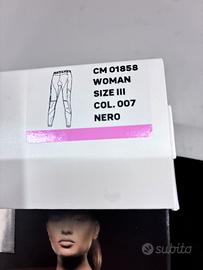 CM 01858
WOMAN
SIZE III
COL. 007
NERO
subito